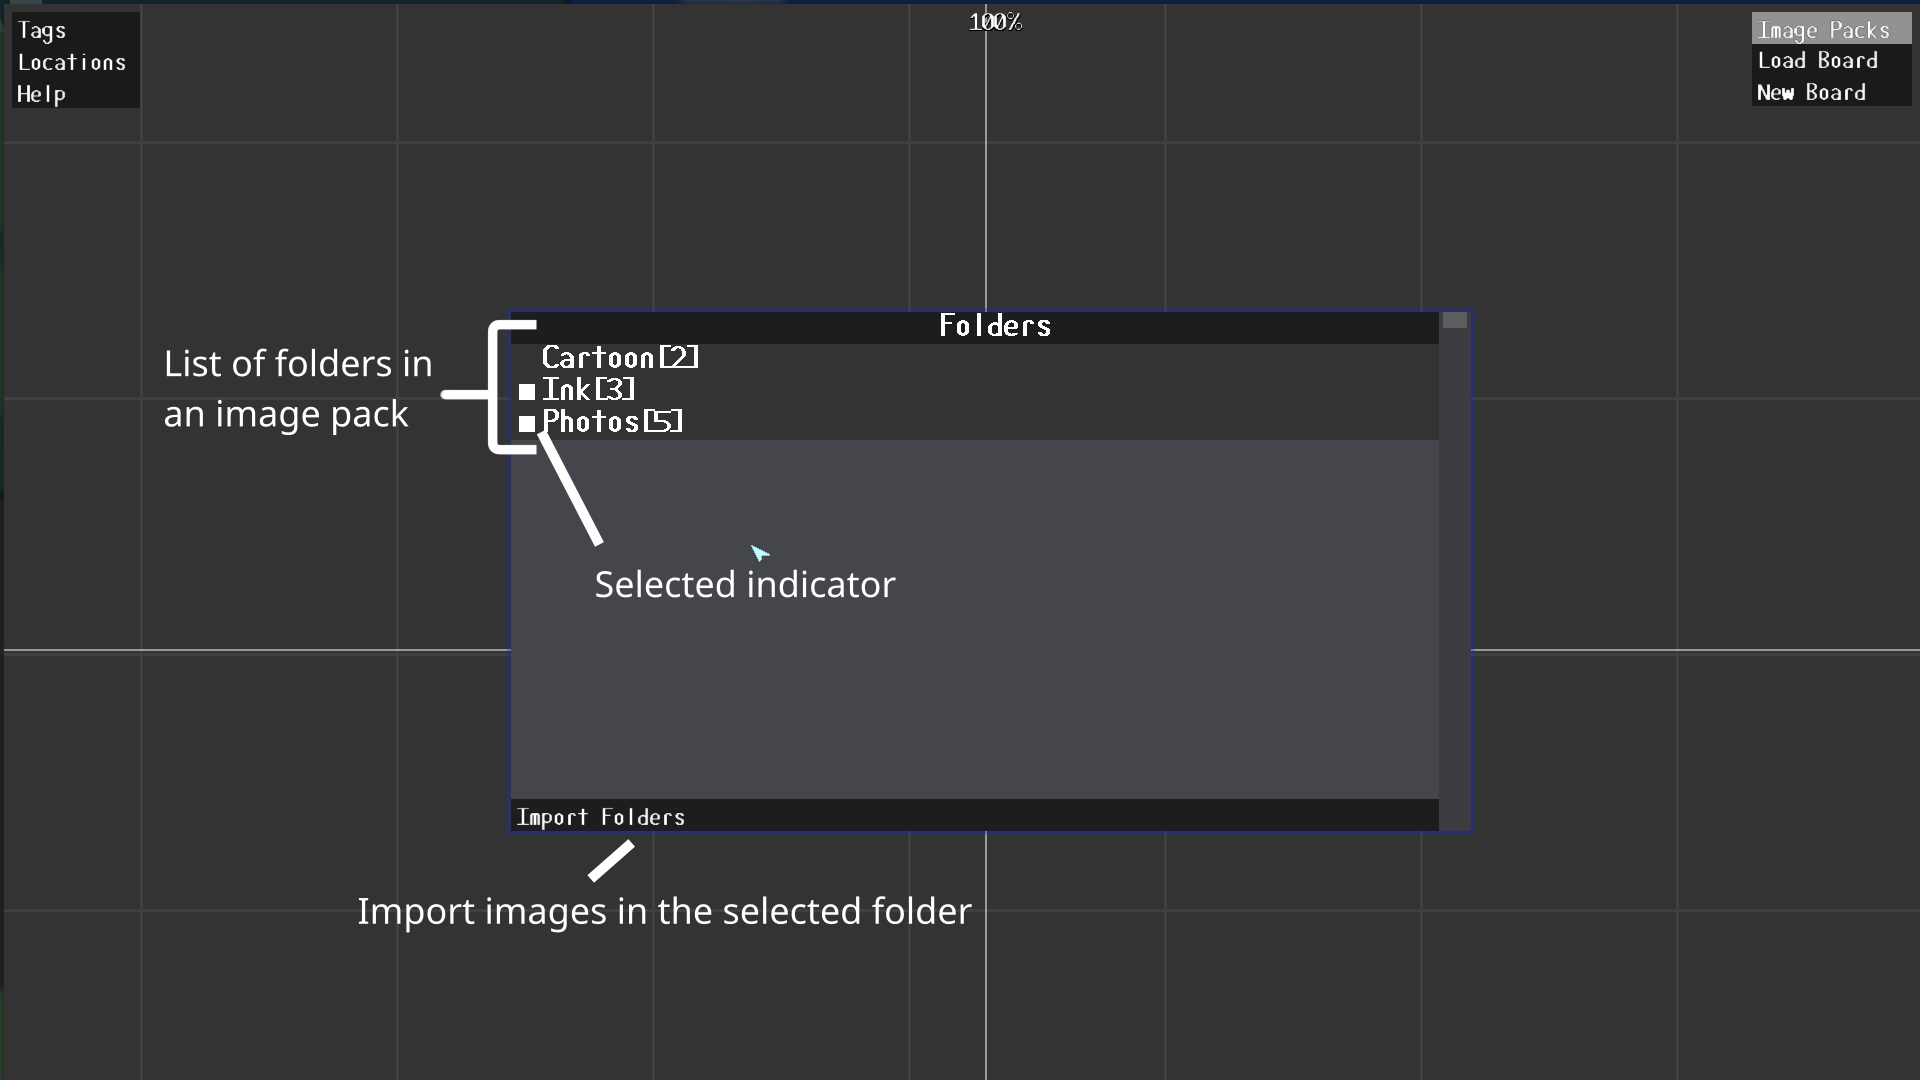 Tags
Locations
Help
100%
Image Packs
Load Board
New Board
Folders
Cartoon[2]
Ink[3]
Photos[5]
List of folders in
an image pack
Selected indicator
Import Folders
Import images in the selected folder